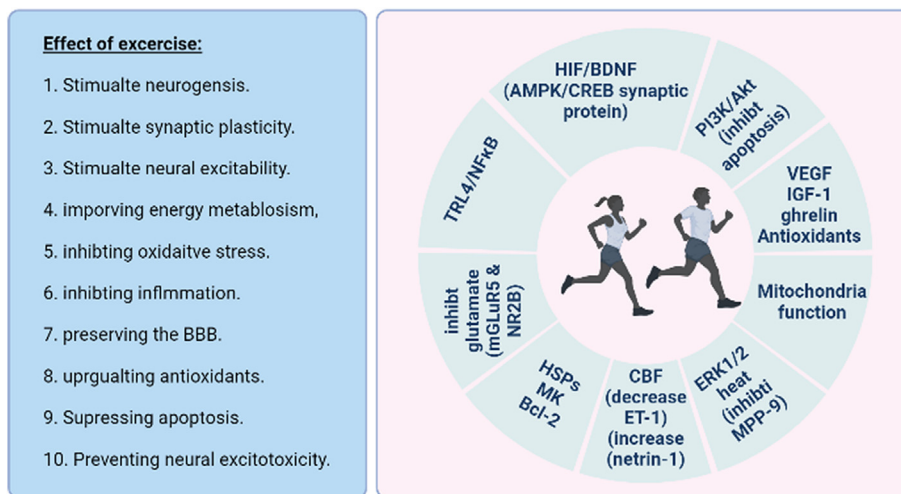 Effect of excercise:
1. Stimualte neurogensis.
2. Stimualte synaptic plasticity.
3. Stimualte neural excitability.
4. imporving energy metablosism,
5. inhibting oxidaitve stress.
6. inhibting inflmmation.
7. preserving the BBB.
8. uprgualting antioxidants.
9. Supressing apoptosis.
10. Preventing neural excitotoxicity.
HIF/BDNF
(AMPK/CREB synaptic
protein)
PI3K/Akt
(inhibt
apoptosis)
VEGF
IGF-1
ghrelin
Antioxidants
Mitochondria
function
ERK1/2
heat
(inhibti
MPP-9)
CBF
(decrease
ET-1)
(increase
(netrin-1)
HSPs
MK
Bcl-2
inhibt
glutamate
(mGLuR5 &
NR2B)
TRL4/NFκB